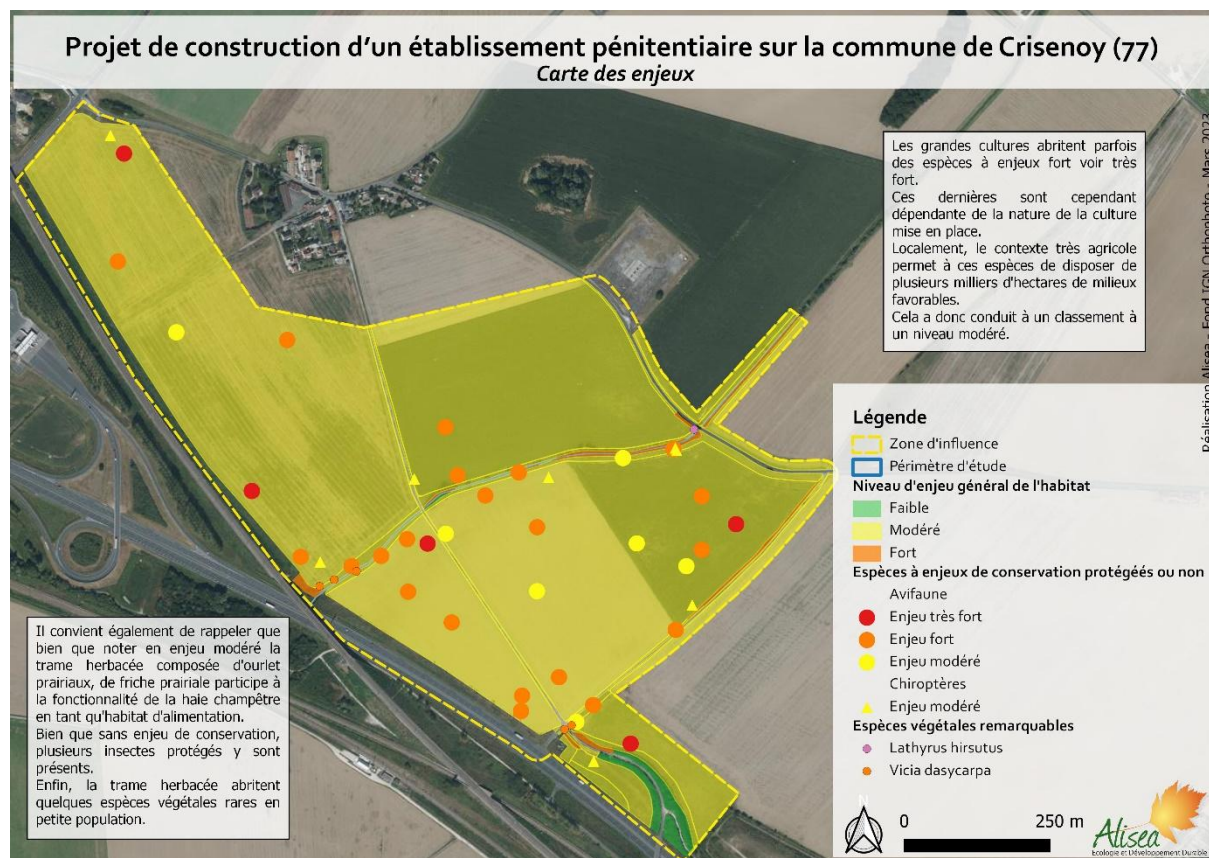 Projet de construction d'un établissement pénitentiaire sur la commune de Crisenoy (77)
Carte des enjeux
Les grandes cultures abritent parfois
des espèces à enjeux fort voir très
fort.
Ces dernières sont cependant
dépendante de la nature de la culture
mise en place.
Localement, le contexte très agricole
permet à ces espèces de disposer de
plusieurs milliers d'hectares de milieux
favorables.
Cela a donc conduit à un classement à
un niveau modéré.
Réalisation Alisea - Fond IGN Orthophoto - Mars 2023
Légende
Zone d'influence
Périmètre d'étude
Niveau d'enjeu général de l'habitat
Faible
Modéré
Fort
Espèces à enjeux de conservation protégéés ou non
Avifaune
Enjeu très fort
Enjeu fort
Enjeu modéré
Chiroptères
Enjeu modéré
Espèces végétales remarquables
Lathyrus hirsutus
Vicia dasycarpa
Il convient également de rappeler que
bien que noter en enjeu modéré la
trame herbacée composée d'ourlet
prairiaux, de friche prairiale participe à
la fonctionalité de la haie champêtre
en tant qu'habitat d'alimentation.
Bien que sans enjeu de conservation,
plusieurs insectes protégés y sont
présents.
Enfin, la trame herbacée abritent
quelques espèces végétales rares en
petite population.
N
0 250 m
Alisea
Ecologie et Développement Durable